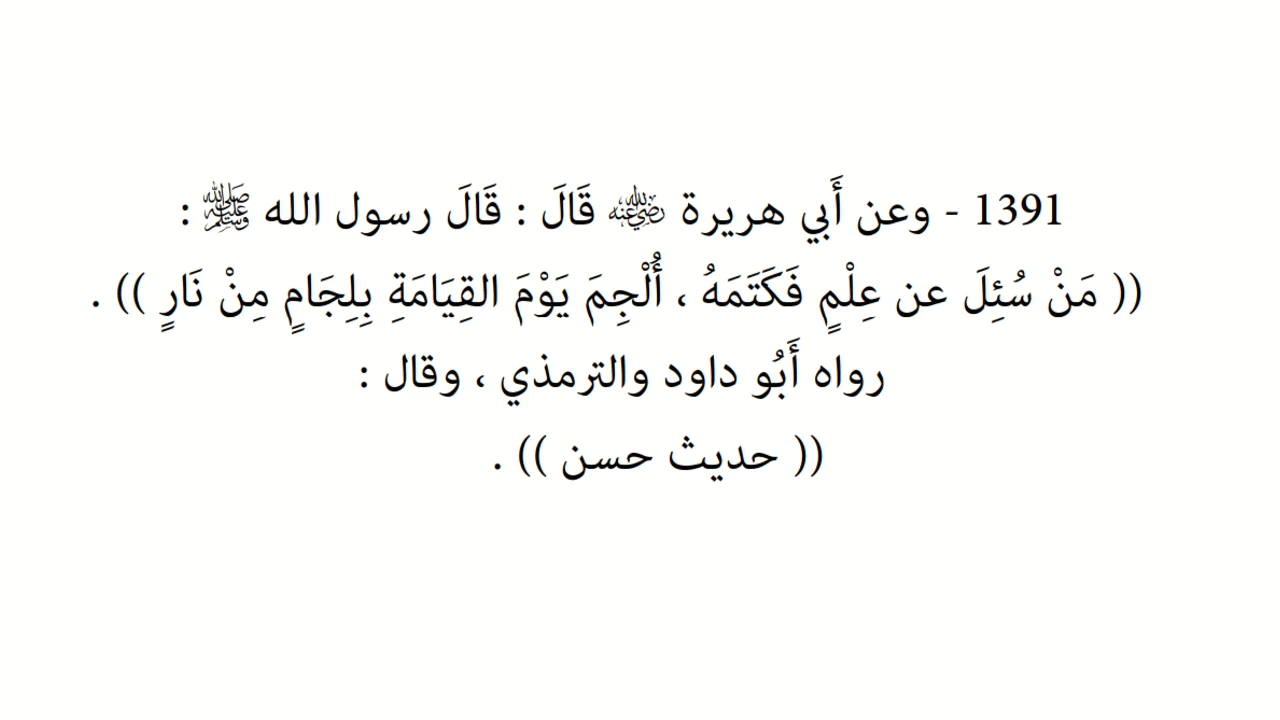 1391 - وعن أَبي هريرة ﵁ قَالَ : قَالَ رسول الله ﷺ :
(( مَنْ سُئِلَ عن عِلْمٍ فَكَتَمَهُ ، أُلْجِمَ يَوْمَ القِيَامَةِ بِلِجَامٍ مِنْ نَارٍ )) .
رواه أَبُو داود والترمذي ، وقال :
(( حديث حسن )) .